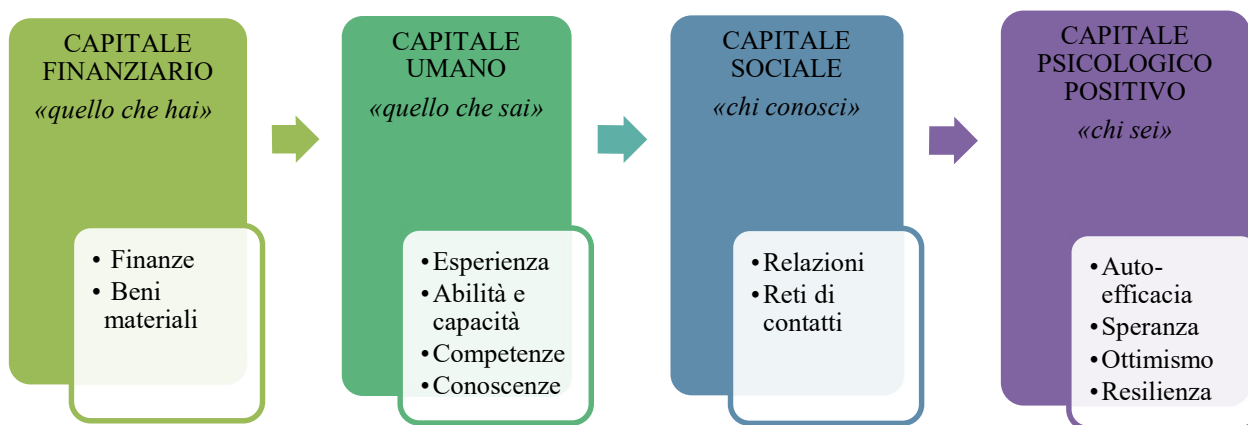 CAPITALE
FINANZIARIO
«quello che hai»
• Finanze
• Beni
materiali
CAPITALE
UMANO
«quello che sai»
•Esperienza
•Abilità e
capacità
•Competenze
•Conoscenze
CAPITALE
SOCIALE
«chi conosci»
•Relazioni
•Reti di
contatti
CAPITALE
PSICOLOGICO
POSITIVO
«chi sei»
•Auto-
efficacia
•Speranza
•Ottimismo
•Resilienza